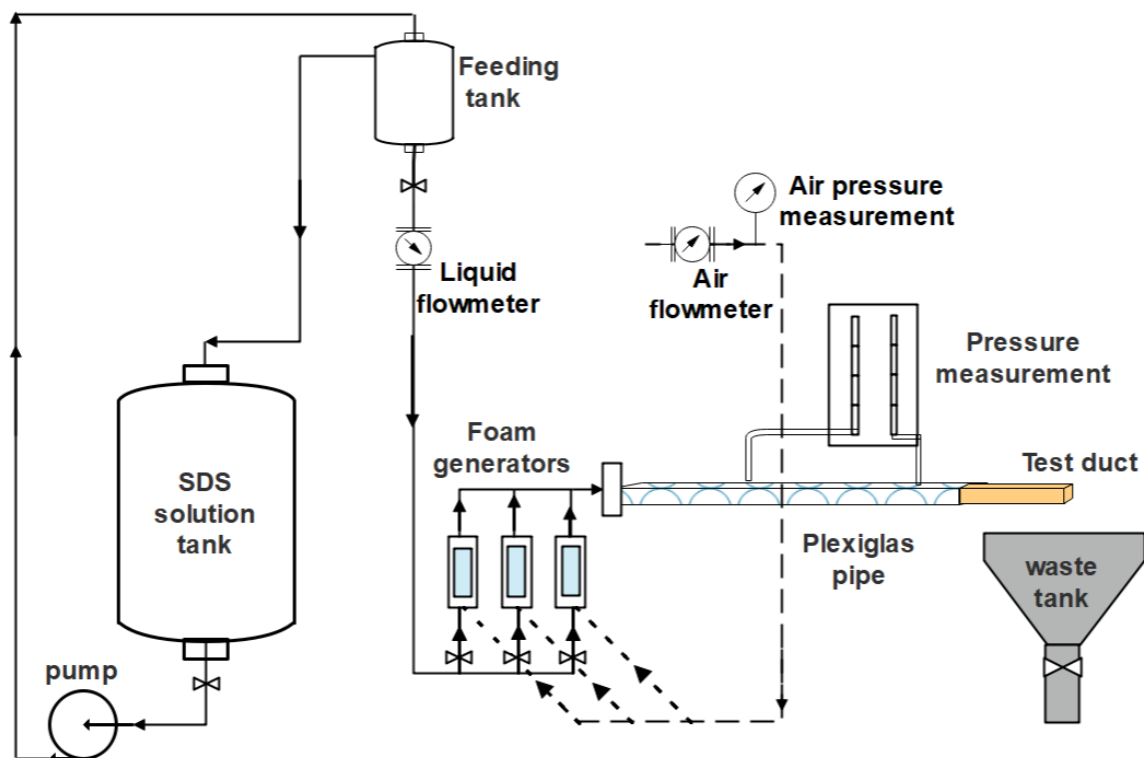 Feeding
tank
Air pressure
measurement
Liquid
flowmeter
Air
flowmeter
Pressure
measurement
Foam
generators
Test duct
SDS
solution
tank
Plexiglas
pipe
waste
tank
pump